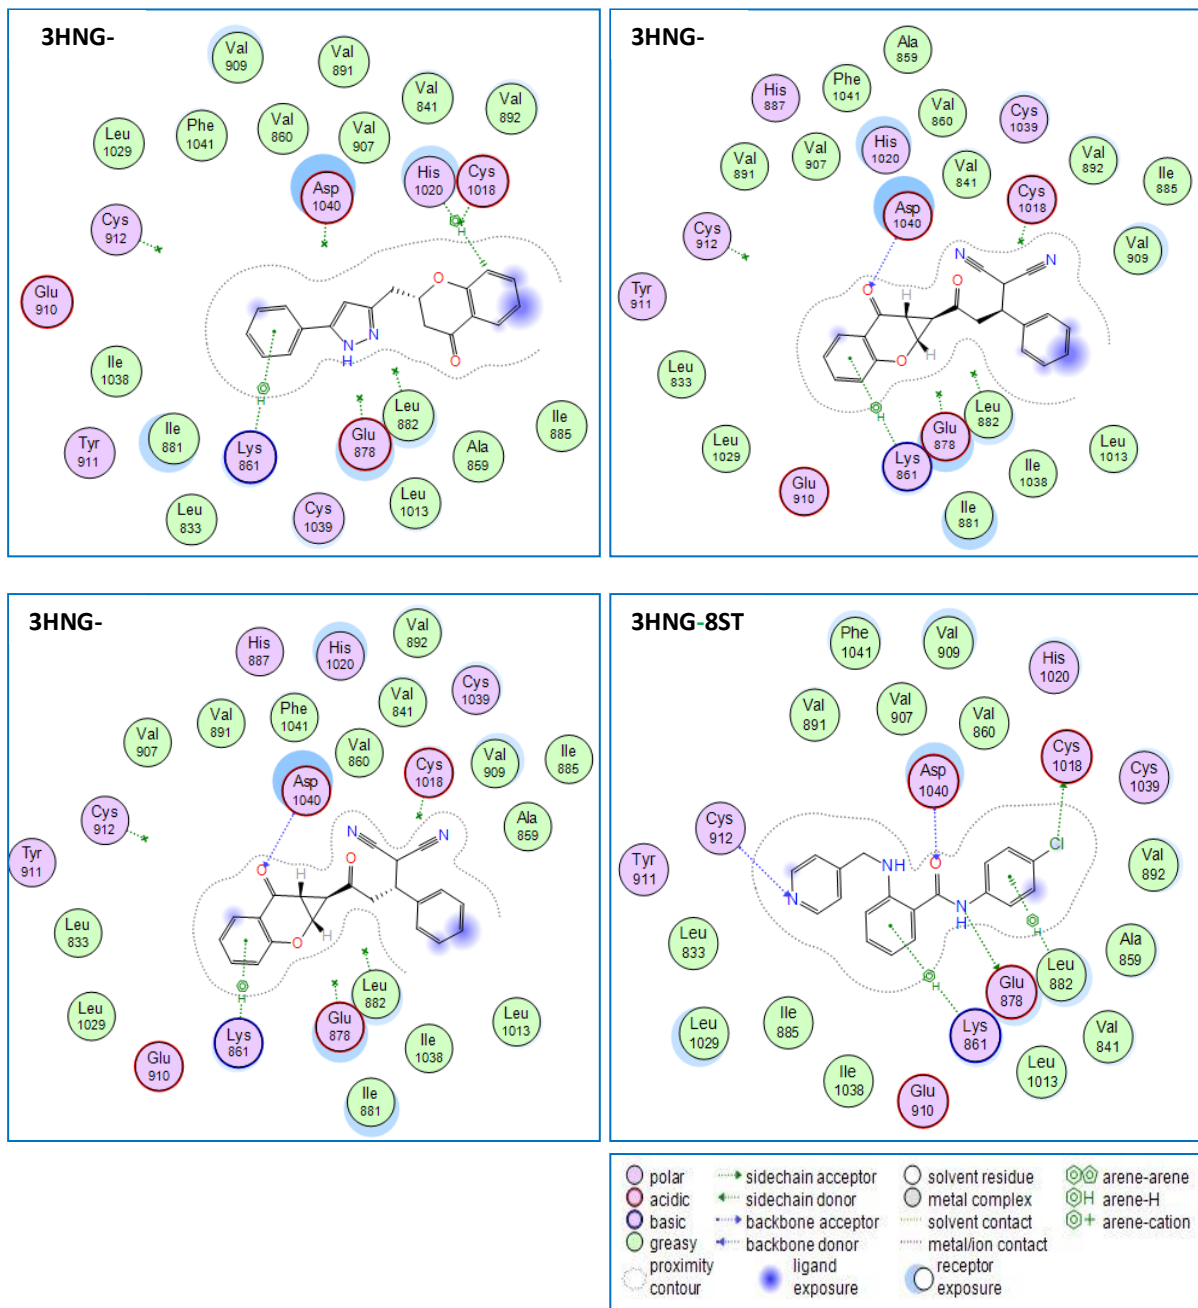 3HNG-
Val
909
Val
891
Val
841
Val
892
Leu
1029
Phe
1041
Val
860
Val
907
His
1020
Cys
1018
Asp
1040
Cys
912
H
Glu
910
O
N
N
H
O
Ile
1038
H
Leu
882
Ile
885
Tyr
911
Ile
881
Lys
861
Glu
878
Ala
859
Leu
833
Cys
1039
Leu
1013
3HNG-
Ala
859
His
887
Phe
1041
Val
860
Cys
1039
His
1020
Val
891
Val
907
Val
841
Val
892
Ile
885
Cys
1018
Asp
1040
Cys
912
Val
909
N
N
Tyr
911
O
H
O
O
H
Leu
833
H
Leu
882
Glu
878
Leu
1029
Lys
861
Leu
1013
Ile
1038
Glu
910
Ile
881
3HNG-
His
887
His
1020
Val
892
Cys
1039
Val
907
Val
891
Phe
1041
Val
841
Val
860
Cys
1018
Val
909
Ile
885
Asp
1040
Cys
912
Ala
859
N
N
Tyr
911
O
H
O
O
H
Leu
833
H
Leu
882
Leu
1029
Lys
861
Glu
878
Leu
1013
Glu
910
Ile
1038
Ile
881
3HNG-8ST
Phe
1041
Val
909
His
1020
Val
891
Val
907
Val
860
Cys
1018
Asp
1040
Cys
1039
Cys
912
Cl
Tyr
911
N
NH
O
Val
892
N
H
H
Leu
833
H
Leu
882
Ala
859
Glu
878
Leu
1029
Ile
885
Lys
861
Val
841
Ile
1038
Glu
910
Leu
1013
polar
acidic
basic
greasy
proximity
contour
sidechain acceptor
sidechain donor
backbone acceptor
backbone donor
ligand
exposure
solvent residue
metal complex
solvent contact
metal/ion contact
receptor
exposure
arene-arene
H arene-H
+ arene-cation